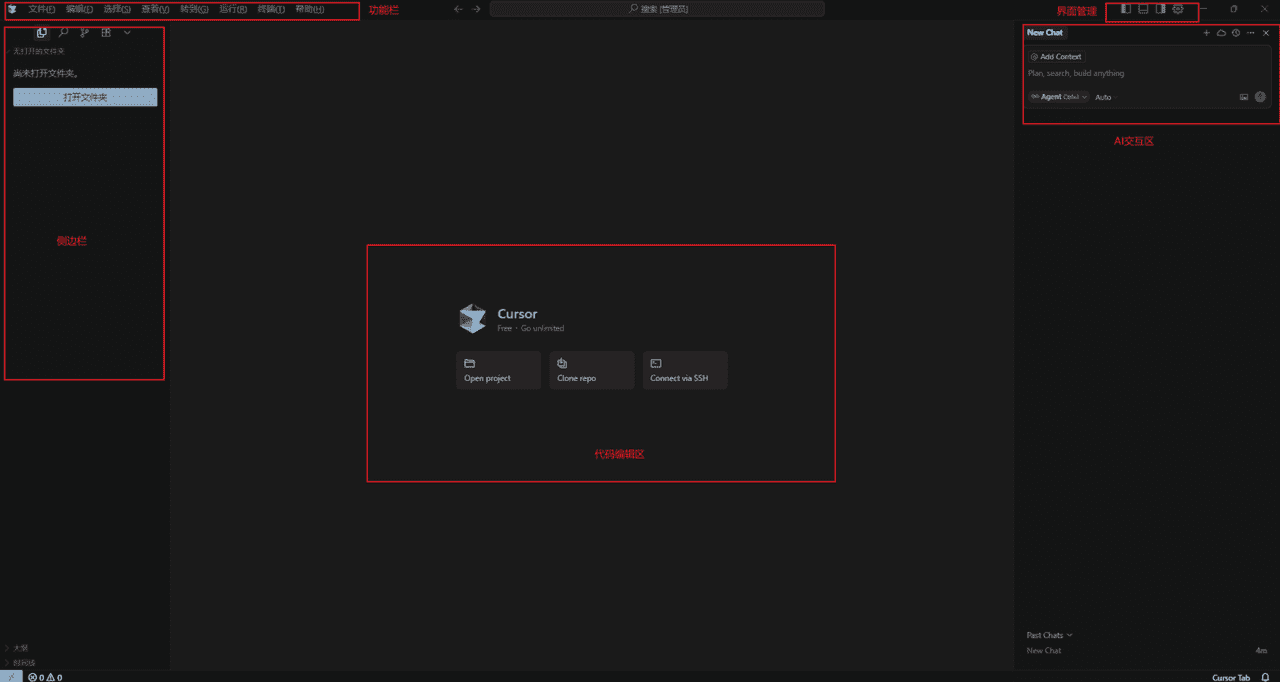 文件(F) 编辑(E) 选择(S) 查看(V) 转到(G) 运行(R) 终端(T) 帮助(H)
功能栏
搜索 [管理员]
界面管理
无打开的文件夹
尚未打开文件夹。
打开文件夹
侧边栏
New Chat
Add Context
Plan, search, build anything
Agent
Auto
AI交互区
Cursor
Free · Go unlimited
Open project
Clone repo
Connect via SSH
代码编辑区
Past Chats
New Chat
4m
大纲
时间线
0 0
Cursor Tab